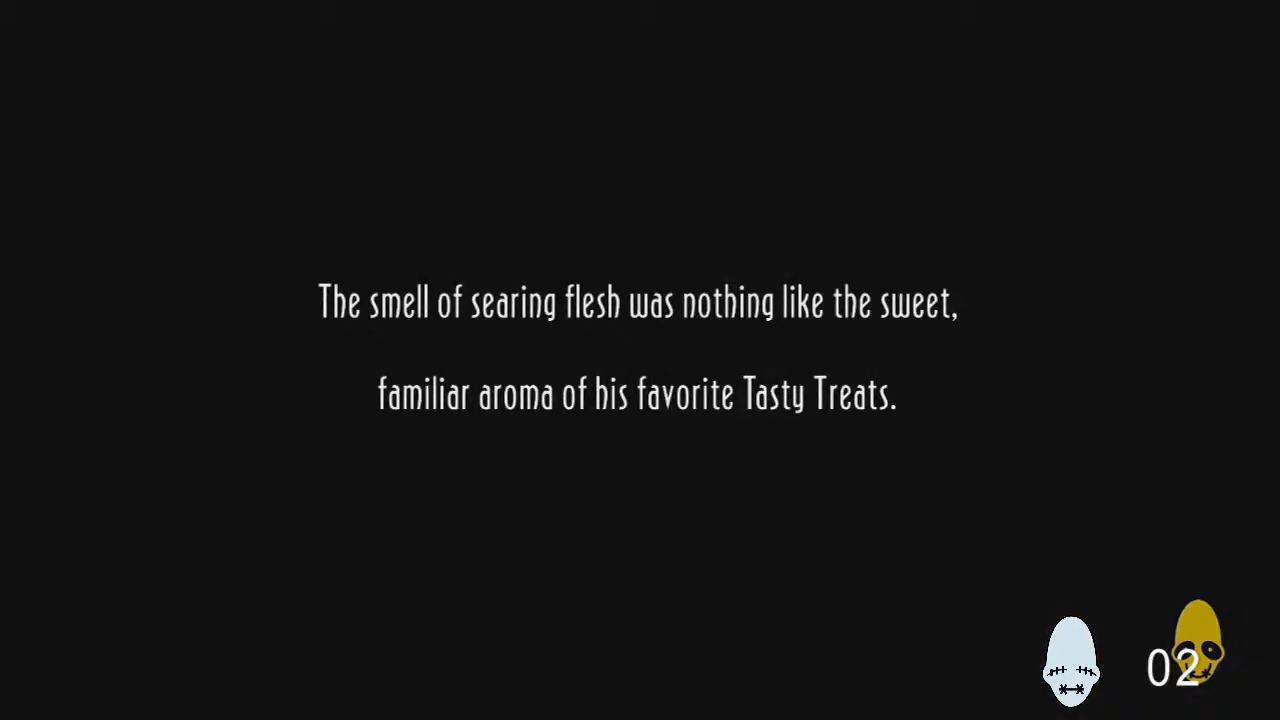 The smell of searing flesh was nothing like the sweet,
familiar aroma of his favorite Tasty Treats.
02